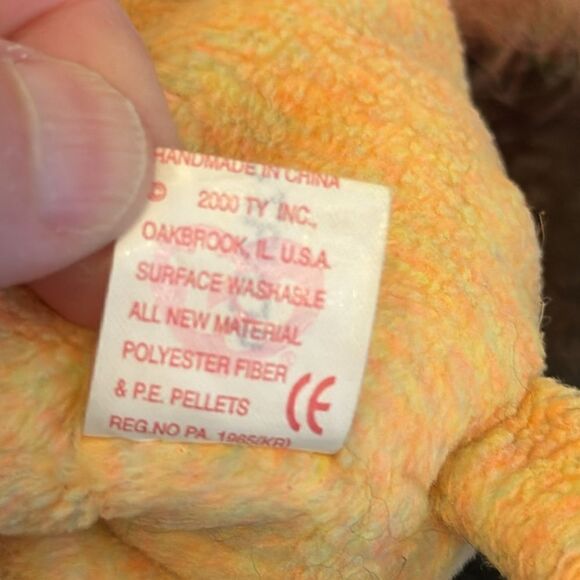 HANDMADE IN CHINA
© 2000 TY INC.,
OAKBROOK, IL. U.S.A.
SURFACE WASHABLE
ALL NEW MATERIAL
POLYESTER FIBER
& P.E. PELLETS
CE
REG.NO PA. 1965(KR)